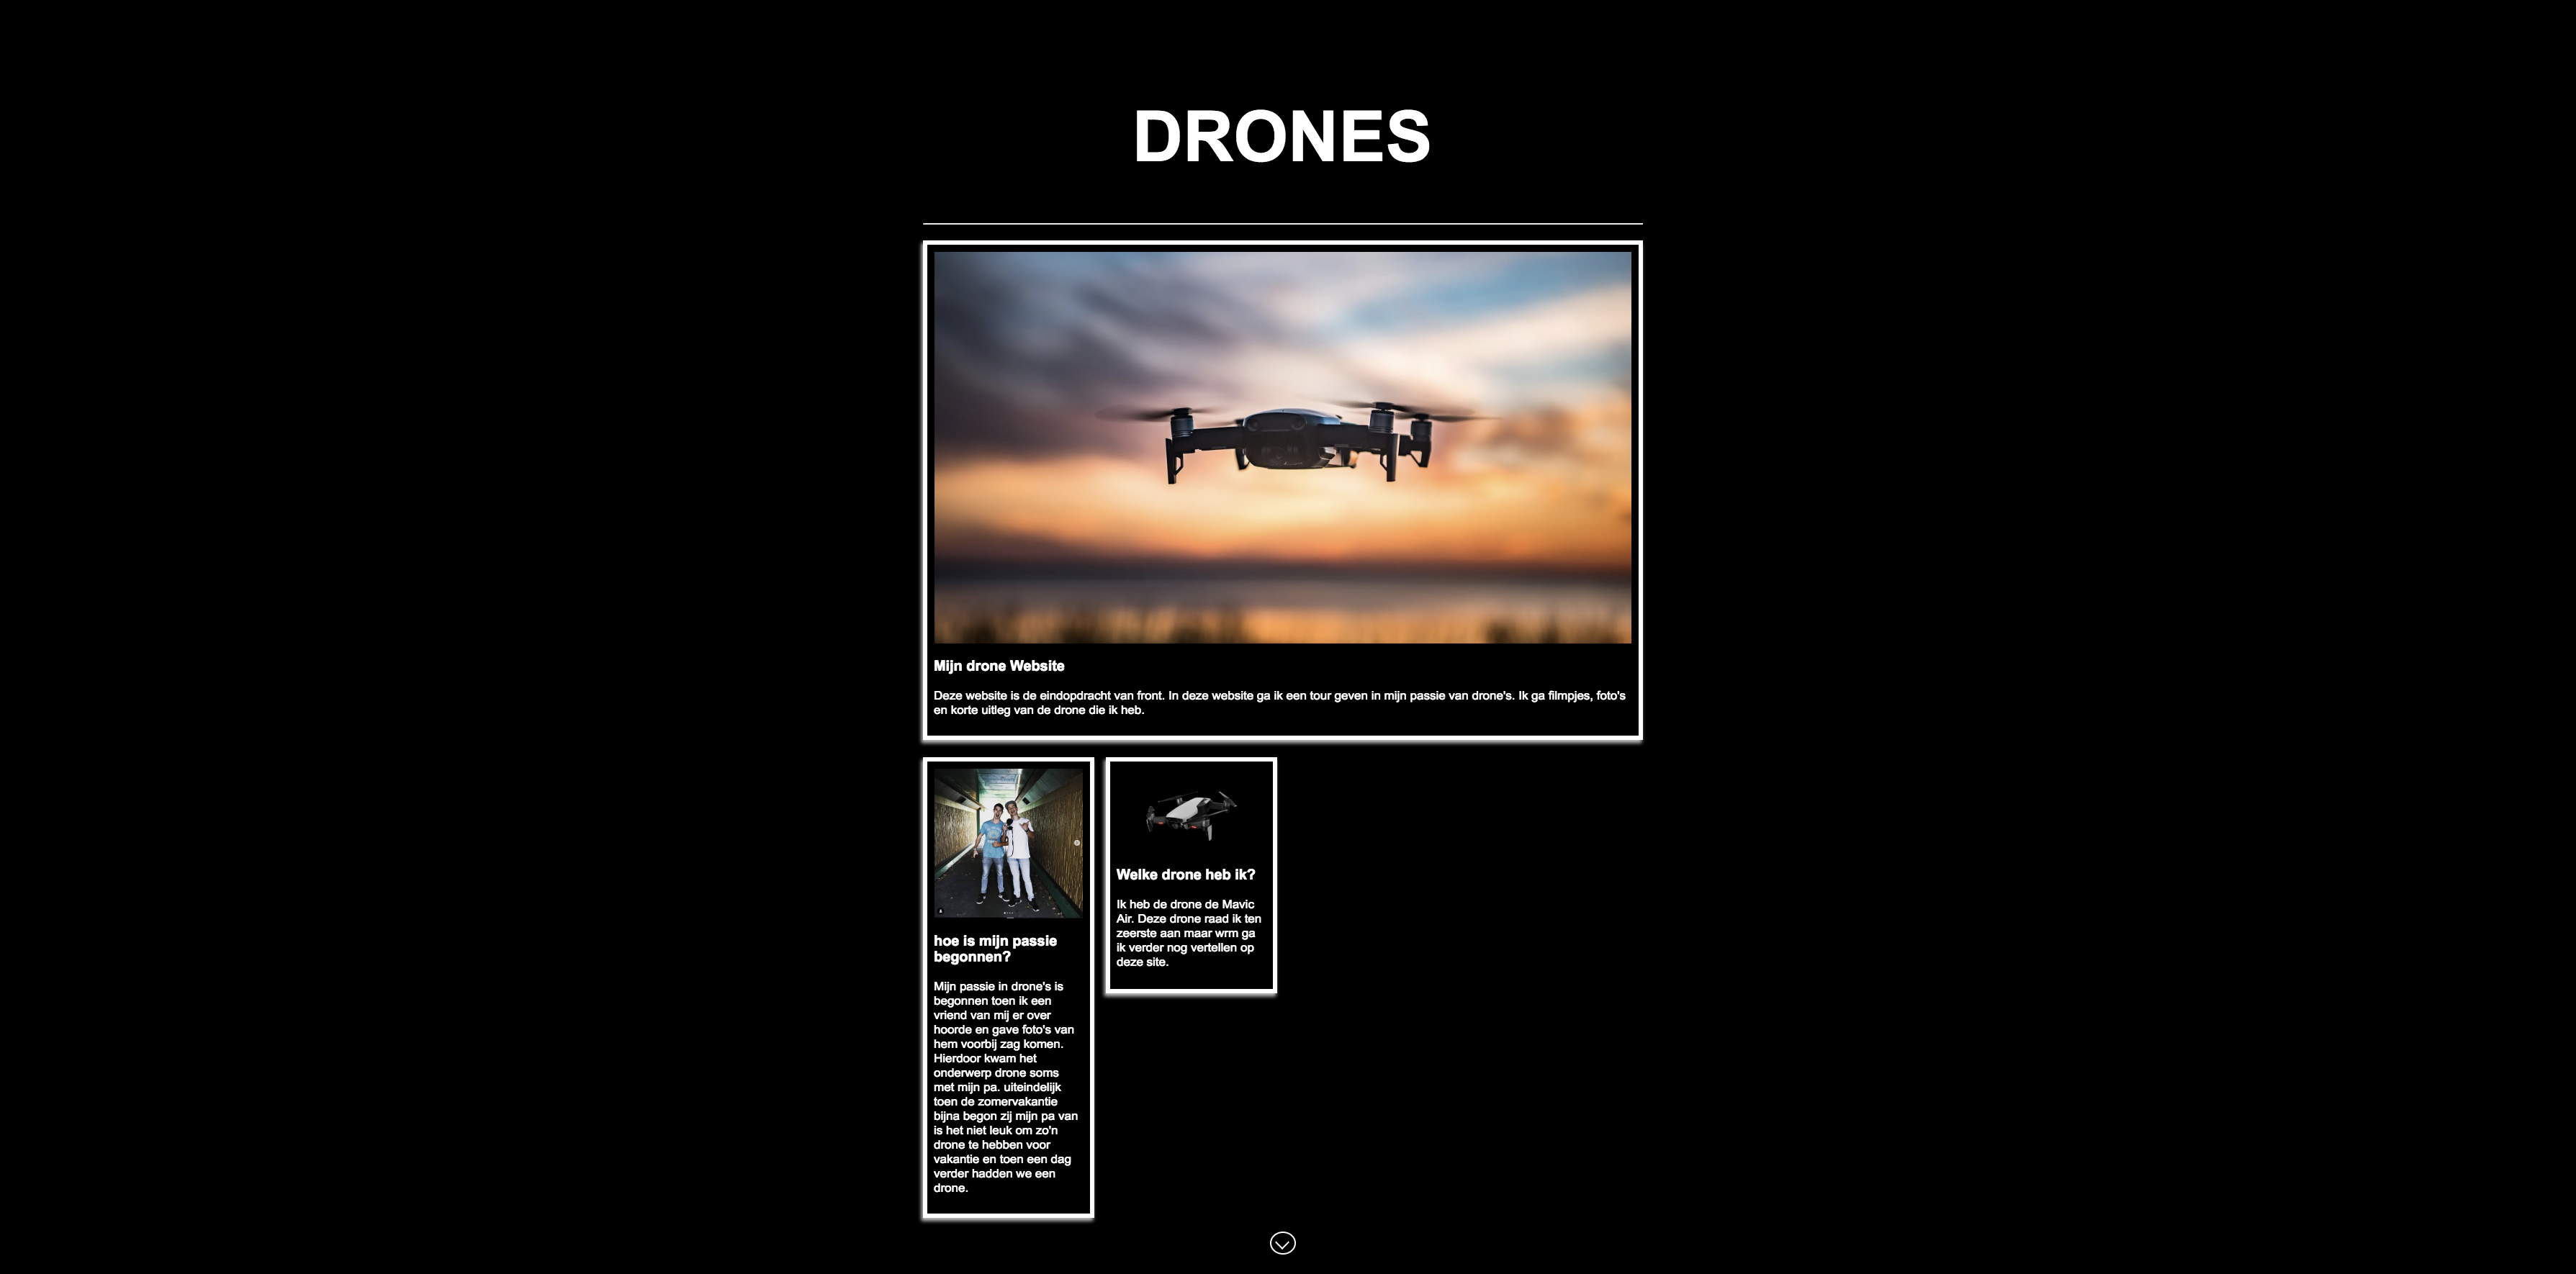 DRONES
Mijn drone Website
Deze website is de eindopdracht van front. In deze website ga ik een tour geven in mijn passie van drone's. Ik ga filmpjes, foto's
en korte uitleg van de drone die ik heb.
hoe is mijn passie
begonnen?
Mijn passie in drone's is
begonnen toen ik een
vriend van mij er over
hoorde en gave foto's van
hem voorbij zag komen.
Hierdoor kwam het
onderwerp drone soms
met mijn pa. uiteindelijk
toen de zomervakantie
bijna begon zij mijn pa van
is het niet leuk om zo'n
drone te hebben voor
vakantie en toen een dag
verder hadden we een
drone.
Welke drone heb ik?
Ik heb de drone de Mavic
Air. Deze drone raad ik ten
zeerste aan maar wrm ga
ik verder nog vertellen op
deze site.